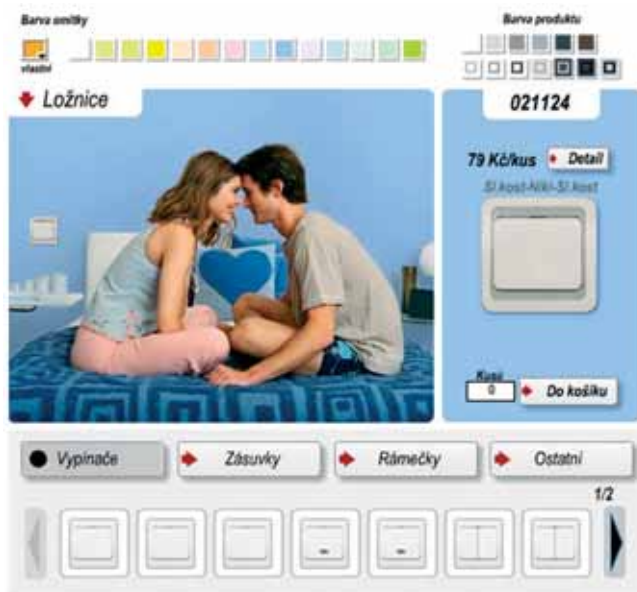 Barva omítky
Barva produktu
vlastní
Ložnice
021124
79 Kč/kus
Detail
Sl.kost-Niki-Sl.kost
Kusů
0
Do košíku
Vypínače
Zásuvky
Rámečky
Ostatní
1/2